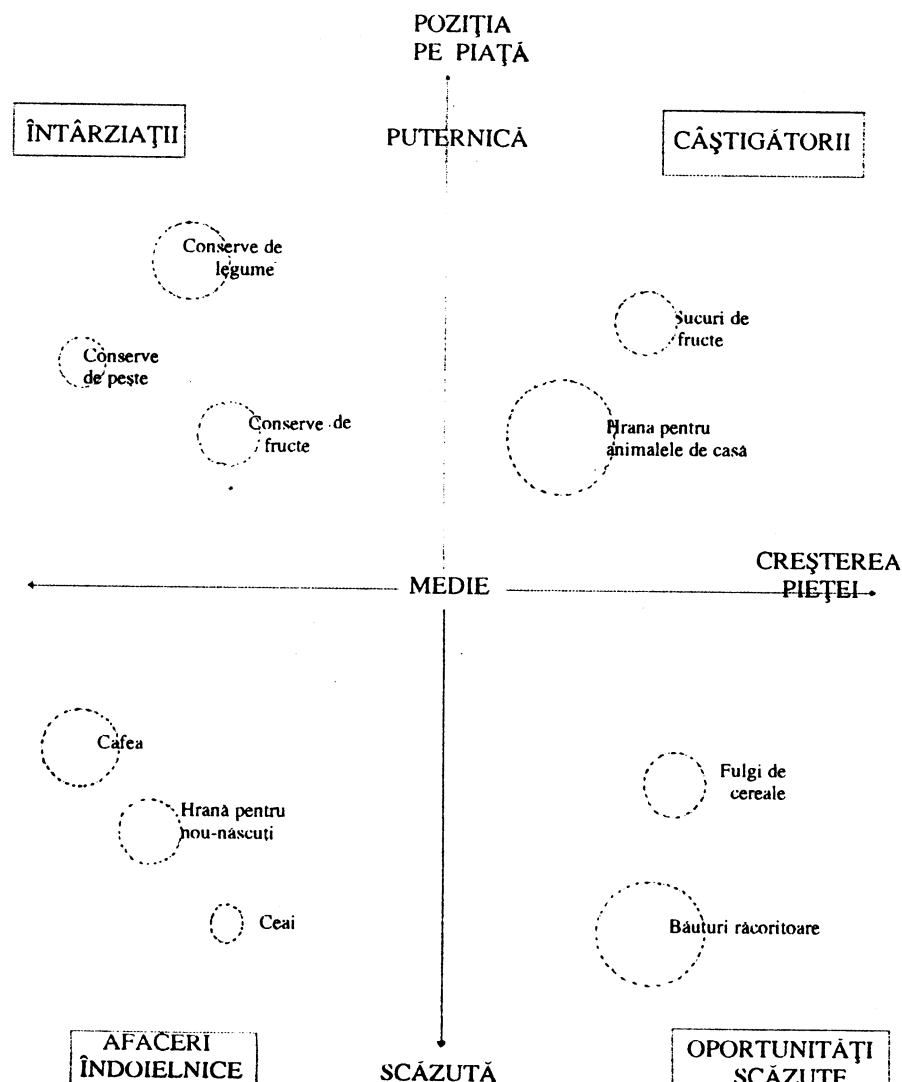 POZIŢIA
PE PIAŢĂ
ÎNTÂRZIAŢII
PUTERNICĂ
CÂŞTIGĂTORII
Conserve de
legume
Sucuri de
fructe
Conserve
de peşte
Conserve de
fructe
Hrana pentru
animalele de casă
CREŞTEREA
PIEŢEI
MEDIE
Cafea
Fulgi de
cereale
Hrană pentru
nou-născuţi
Ceai
Băuturi răcoritoare
AFACERI
ÎNDOIELNICE
SCĂZUTĂ
OPORTUNITĂŢI
SCĂZUTE